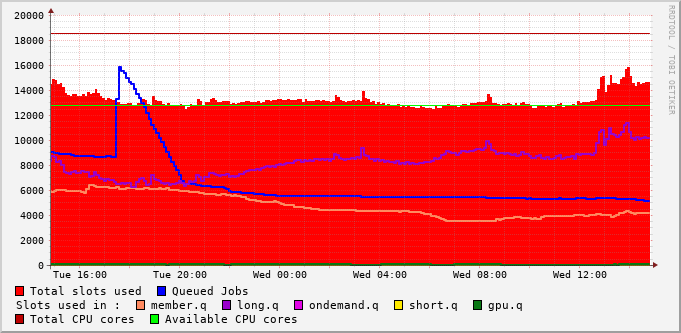 20000
18000
16000
14000
12000
10000
8000
6000
4000
2000
0
Tue 16:00 Tue 20:00 Wed 00:00 Wed 04:00 Wed 08:00 Wed 12:00
Total slots used Queued Jobs
Slots used in : member.q long.q ondemand.q short.q gpu.q
Total CPU cores Available CPU cores
RRDTOOL / TOBI OETIKER